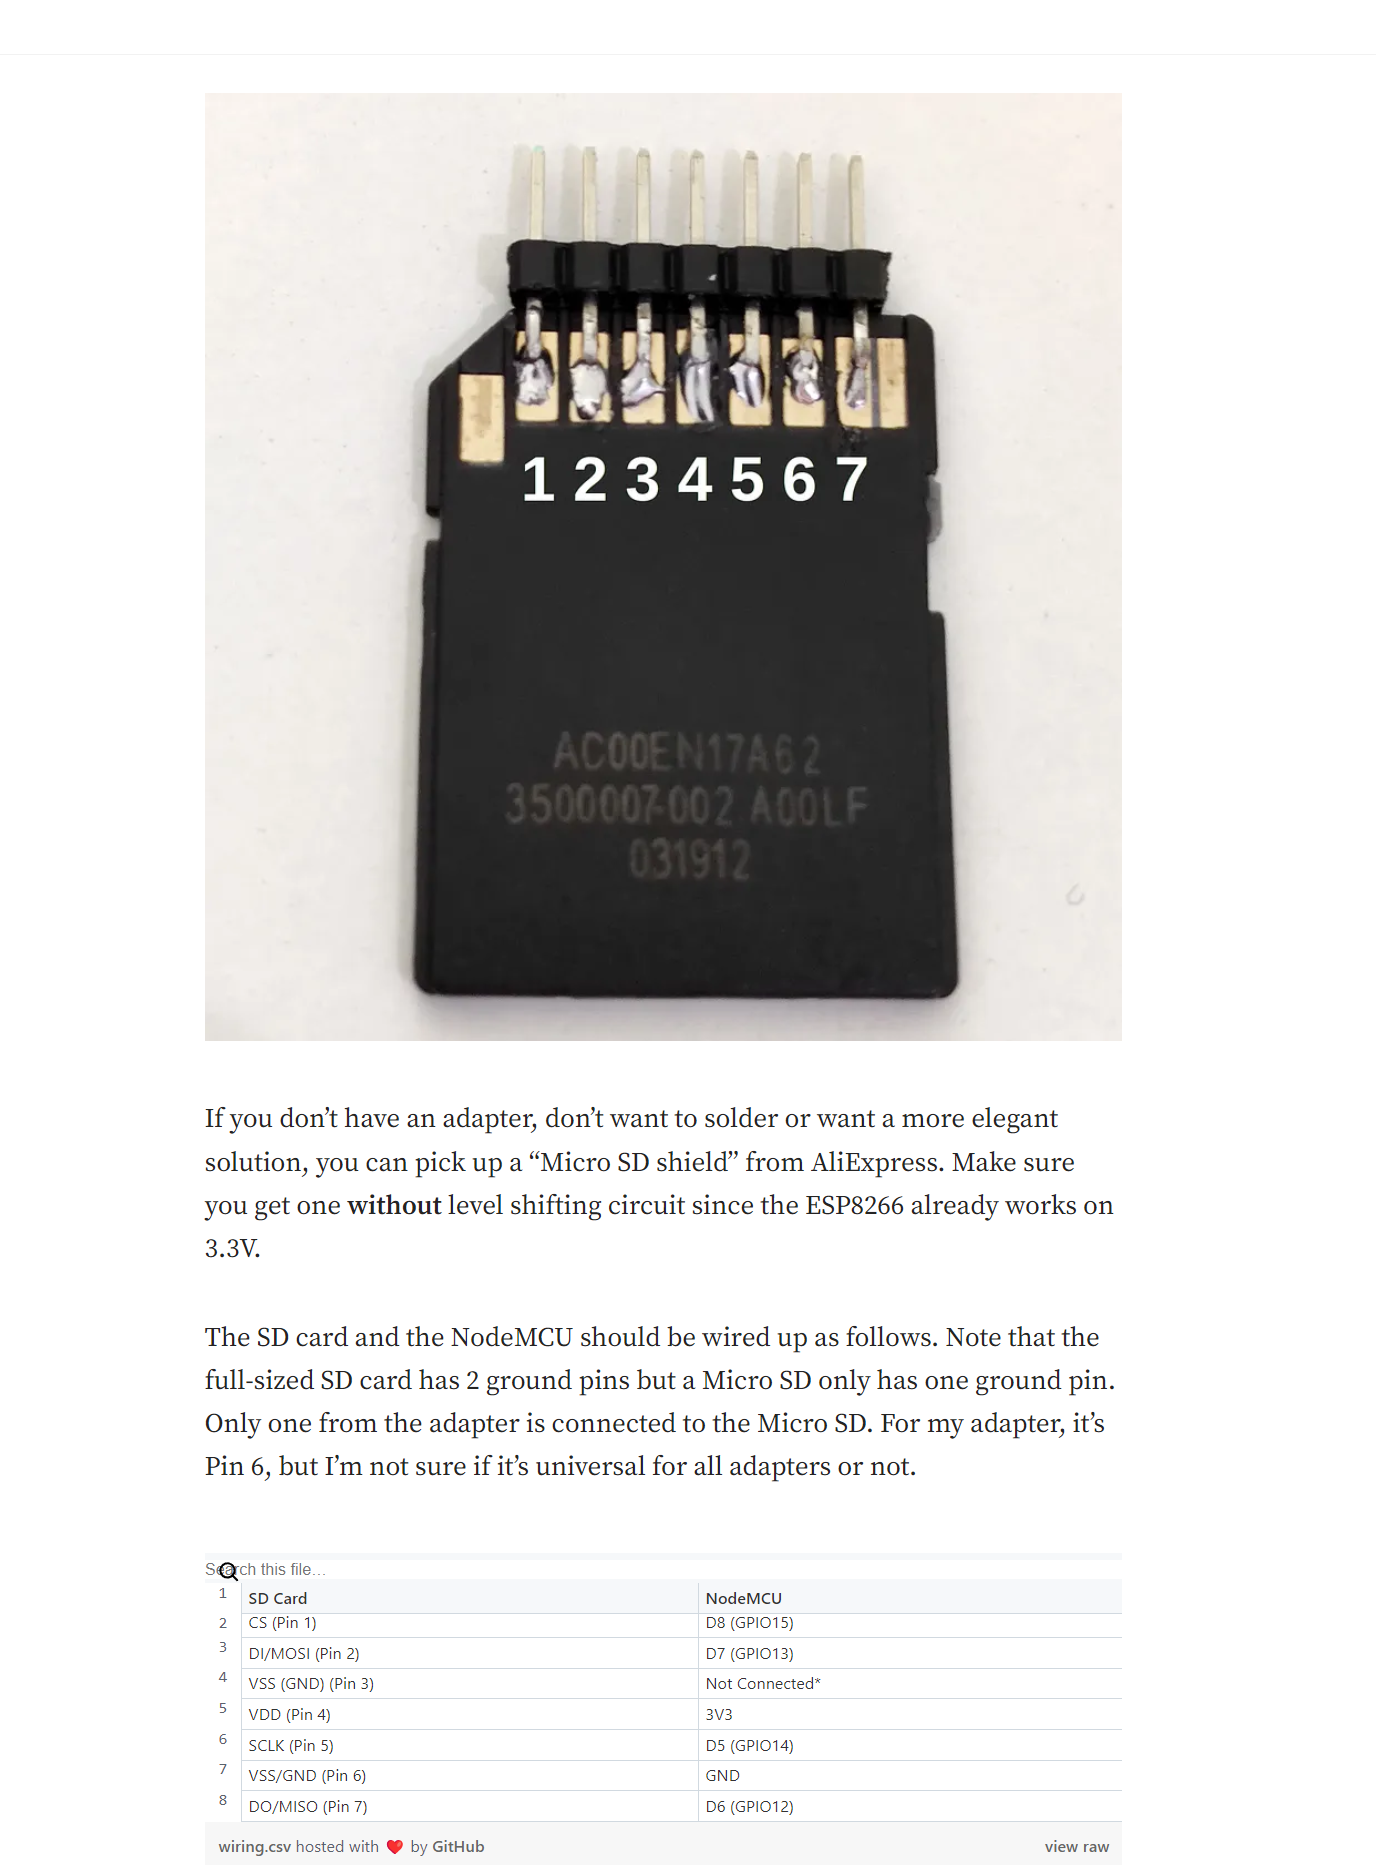 1 2 3 4 5 6 7
AC00EN17A62
3500007-002 A00LF
031912
If you don’t have an adapter, don’t want to solder or want a more elegant
solution, you can pick up a “Micro SD shield” from AliExpress. Make sure
you get one without level shifting circuit since the ESP8266 already works on
3.3V.
The SD card and the NodeMCU should be wired up as follows. Note that the
full-sized SD card has 2 ground pins but a Micro SD only has one ground pin.
Only one from the adapter is connected to the Micro SD. For my adapter, it’s
Pin 6, but I’m not sure if it’s universal for all adapters or not.
Search this file…
1 SD Card NodeMCU
2 CS (Pin 1) D8 (GPIO15)
3 DI/MOSI (Pin 2) D7 (GPIO13)
4 VSS (GND) (Pin 3) Not Connected*
5 VDD (Pin 4) 3V3
6 SCLK (Pin 5) D5 (GPIO14)
7 VSS/GND (Pin 6) GND
8 DO/MISO (Pin 7) D6 (GPIO12)
wiring.csv hosted with ❤ by GitHub view raw